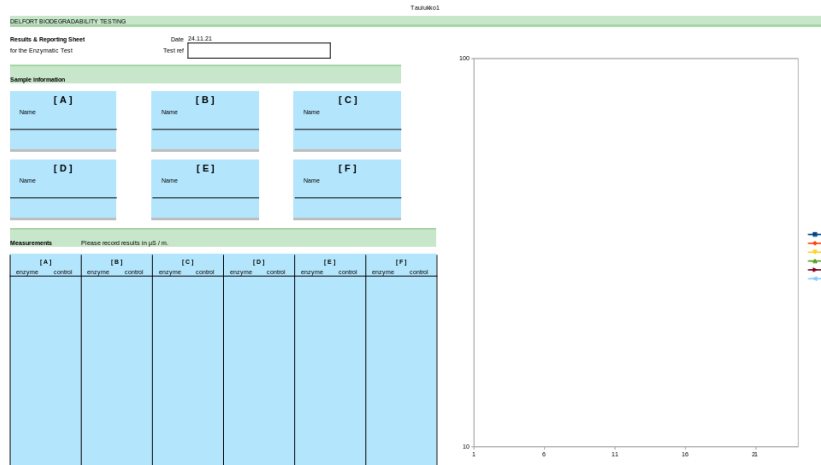 Taulukko1
DELFORT BIODEGRADABILITY TESTING
Results & Reporting Sheet
Date 24.11.21
for the Enzymatic Test
Test ref
Sample information
[ A ] [ B ] [ C ]
Name Name Name
[ D ] [ E ] [ F ]
Name Name Name
Measurements Please record results in µS / m.
[ A ] [ B ] [ C ] [ D ] [ E ] [ F ]
enzyme control enzyme control enzyme control enzyme control enzyme control enzyme control
100
10
1 6 11 16 21